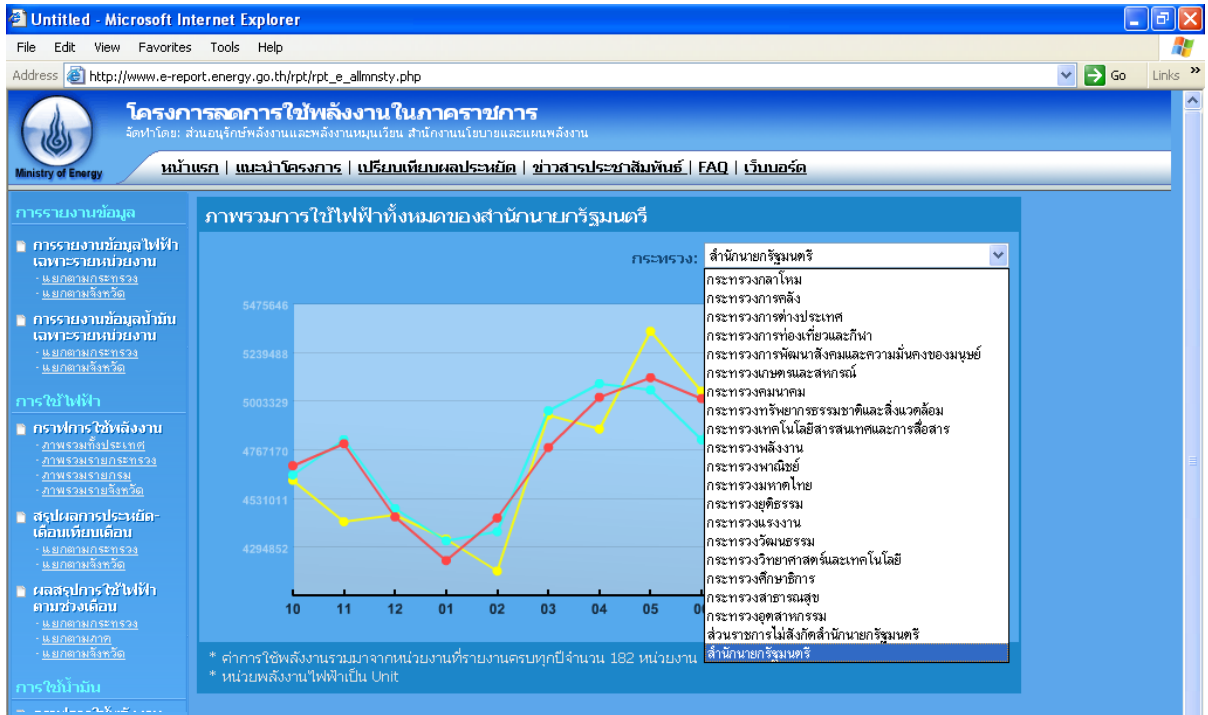 Untitled - Microsoft Internet Explorer
File Edit View Favorites Tools Help
Address http://www.e-report.energy.go.th/rpt/rpt_e_allmnsty.php Go Links »
โครงการลดการใช้พลังงานในภาคราชการ
จัดทำโดย: ส่วนอนุรักษ์พลังงานและพลังงานหมุนเวียน สำนักงานนโยบายและแผนพลังงาน
Ministry of Energy
หน้าแรก | แนะนำโครงการ | เปรียบเทียบผลประหยัด | ข่าวสารประชาสัมพันธ์ | FAQ | เว็บบอร์ด
การรายงานข้อมูล
การรายงานข้อมูลไฟฟ้า
เฉพาะรายหน่วยงาน
- แยกตามกระทรวง
- แยกตามจังหวัด
การรายงานข้อมูลน้ำมัน
เฉพาะรายหน่วยงาน
- แยกตามกระทรวง
- แยกตามจังหวัด
การใช้ไฟฟ้า
กราฟการใช้พลังงาน
- ภาพรวมทั้งประเทศ
- ภาพรวมรายกระทรวง
- ภาพรวมรายกรม
- ภาพรวมรายจังหวัด
สรุปผลการประหยัด-
เดือนเทียบเดือน
- แยกตามกระทรวง
- แยกตามจังหวัด
ผลสรุปการใช้ไฟฟ้า
ตามช่วงเดือน
- แยกตามกระทรวง
- แยกตามภาค
- แยกตามจังหวัด
การใช้น้ำมัน
ภาพรวมการใช้ไฟฟ้าทั้งหมดของสำนักนายกรัฐมนตรี
กระทรวง: สำนักนายกรัฐมนตรี
กระทรวงกลาโหม
กระทรวงการคลัง
กระทรวงการต่างประเทศ
กระทรวงการท่องเที่ยวและกีฬา
กระทรวงการพัฒนาสังคมและความมั่นคงของมนุษย์
กระทรวงเกษตรและสหกรณ์
กระทรวงคมนาคม
กระทรวงทรัพยากรธรรมชาติและสิ่งแวดล้อม
กระทรวงเทคโนโลยีสารสนเทศและการสื่อสาร
กระทรวงพลังงาน
กระทรวงพาณิชย์
กระทรวงมหาดไทย
กระทรวงยุติธรรม
กระทรวงแรงงาน
กระทรวงวัฒนธรรม
กระทรวงวิทยาศาสตร์และเทคโนโลยี
กระทรวงศึกษาธิการ
กระทรวงสาธารณสุข
กระทรวงอุตสาหกรรม
ส่วนราชการไม่สังกัดสำนักนายกรัฐมนตรี
สำนักนายกรัฐมนตรี
5475646
5239488
5003329
4767170
4531011
4294852
10 11 12 01 02 03 04 05
* ค่าการใช้พลังงานรวมมาจากหน่วยงานที่รายงานครบทุกปีจำนวน 182 หน่วยงาน
* หน่วยพลังงานไฟฟ้าเป็น Unit